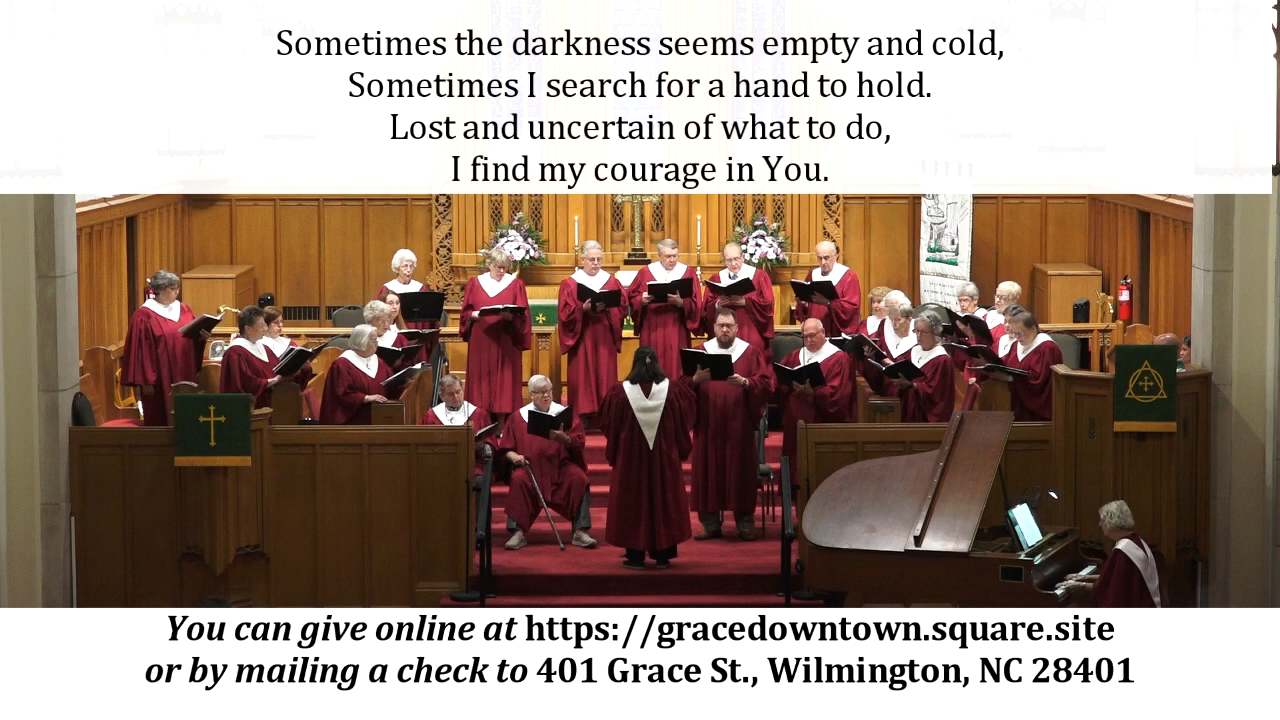 Sometimes the darkness seems empty and cold,
Sometimes I search for a hand to hold.
Lost and uncertain of what to do,
I find my courage in You.
You can give online at https://gracedowntown.square.site
or by mailing a check to 401 Grace St., Wilmington, NC 28401